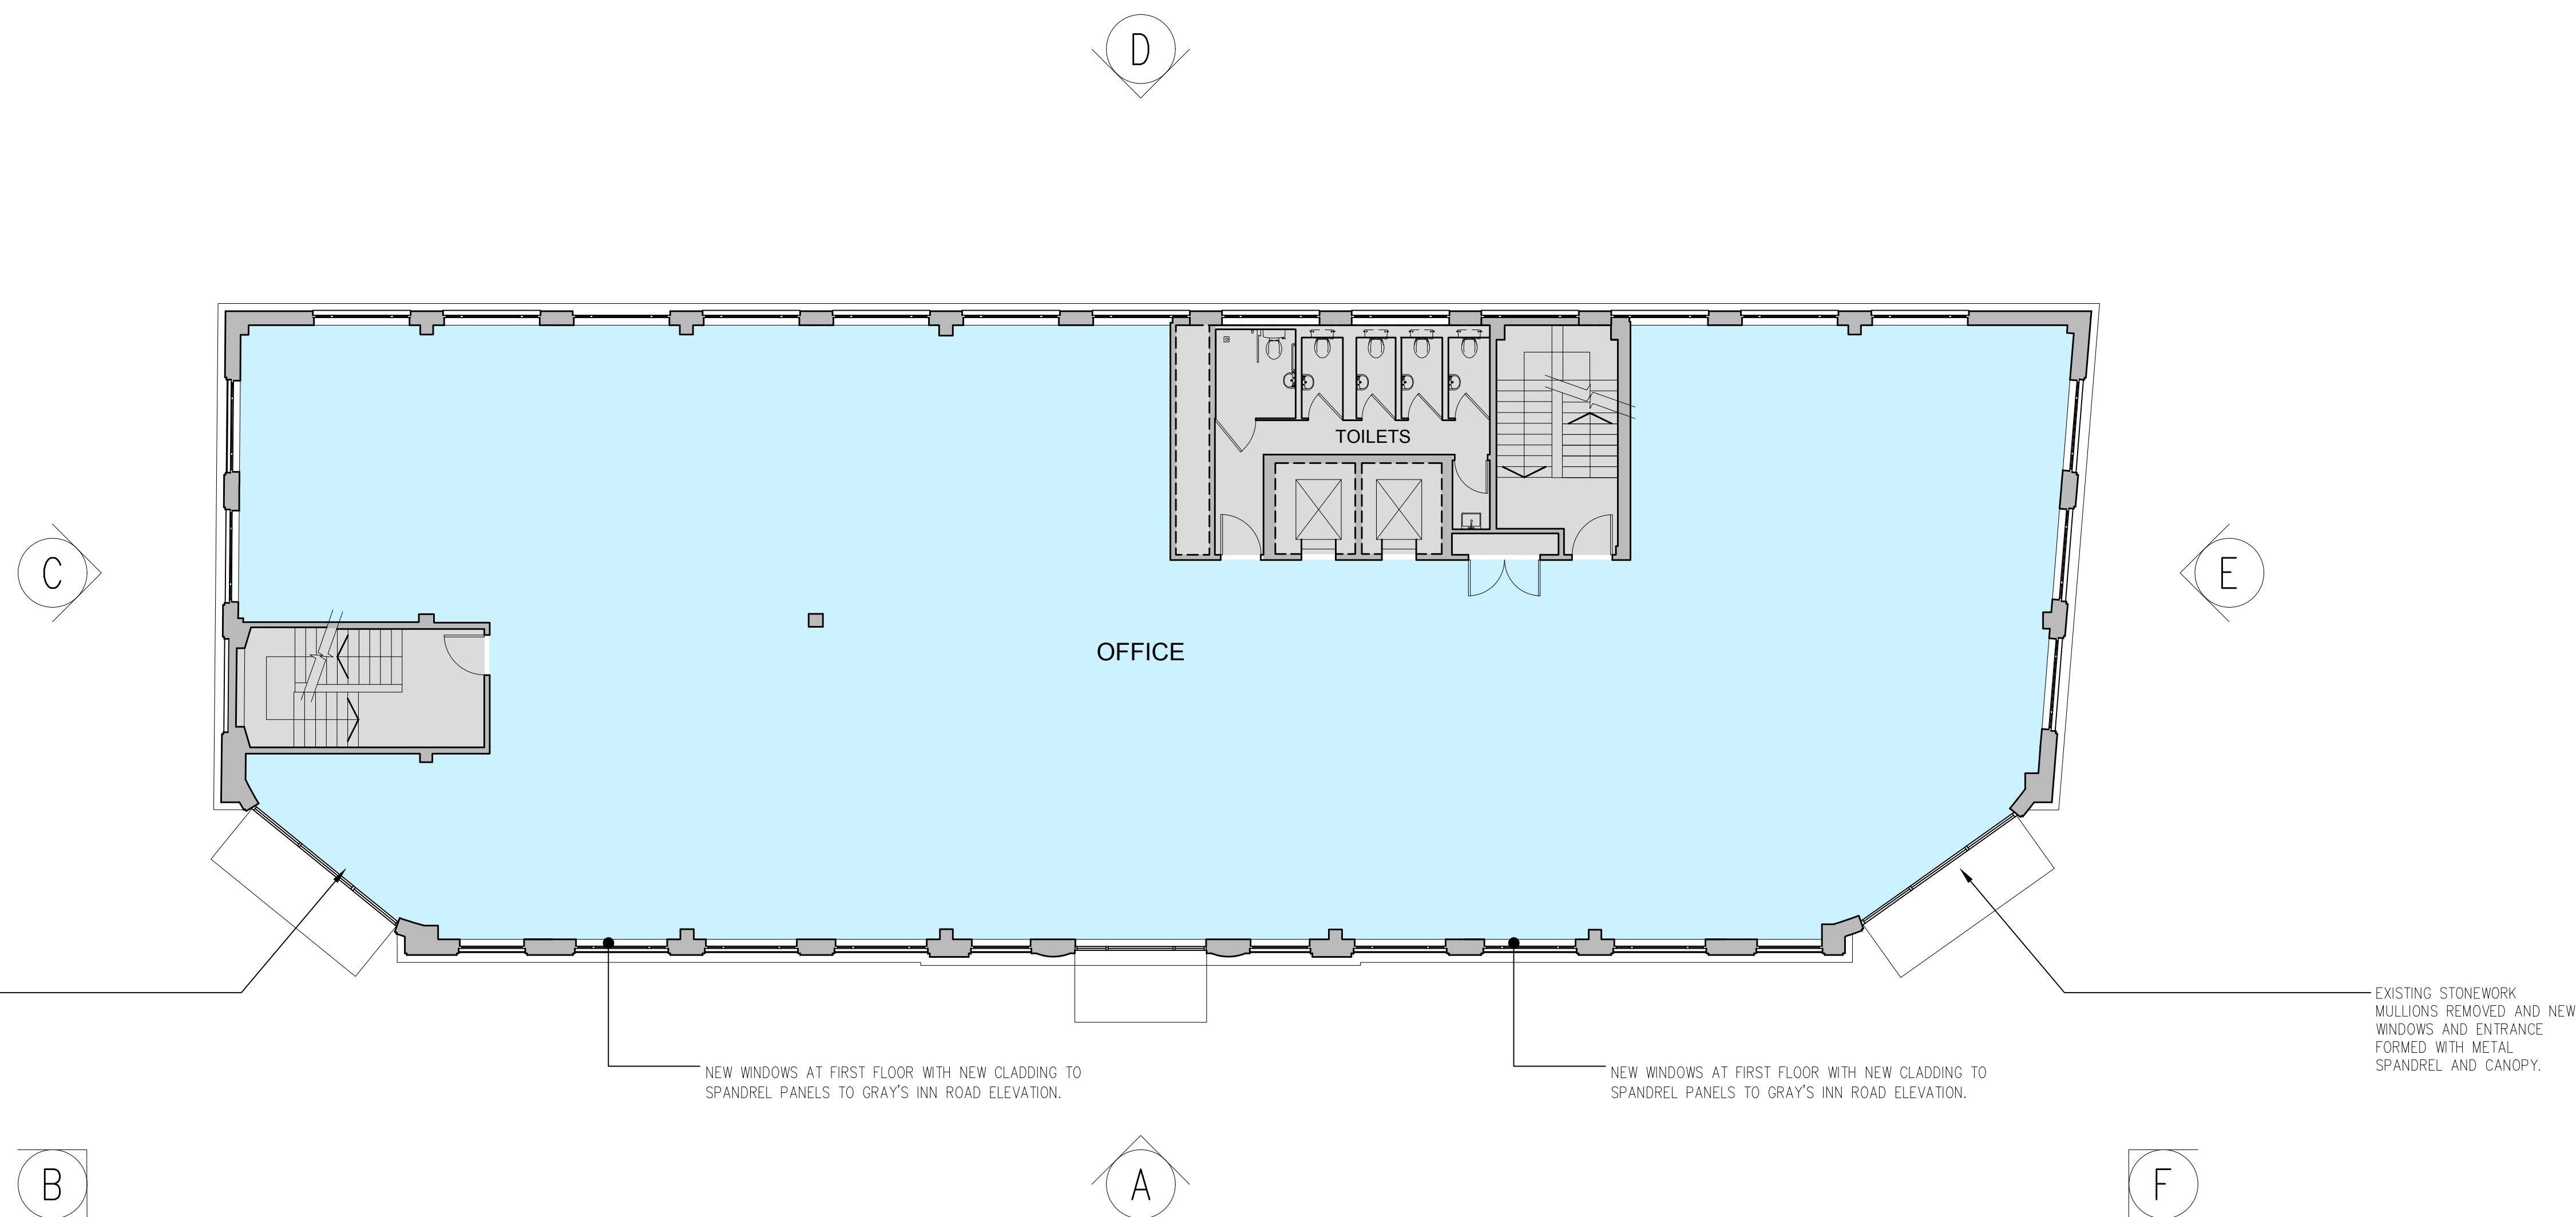 D
TOILETS
C
E
OFFICE
EXISTING STONEWORK
MULLIONS REMOVED AND NEW
WINDOWS AND ENTRANCE
FORMED WITH METAL
SPANDREL AND CANOPY.
NEW WINDOWS AT FIRST FLOOR WITH NEW CLADDING TO
SPANDREL PANELS TO GRAY'S INN ROAD ELEVATION.
NEW WINDOWS AT FIRST FLOOR WITH NEW CLADDING TO
SPANDREL PANELS TO GRAY'S INN ROAD ELEVATION.
B
A
F